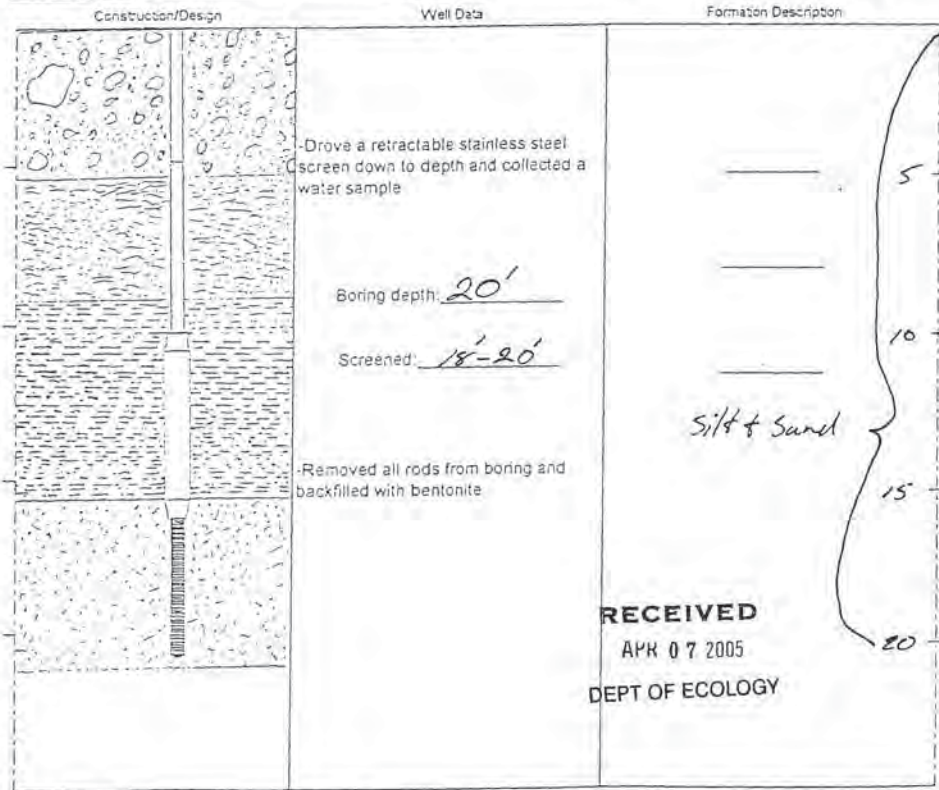 Construction/Design
Well Data
Formation Description
-Drove a retractable stainless steel
screen down to depth and collected a
water sample
Boring depth: 20'
Screened: 18'-20'
-Removed all rods from boring and
backfilled with bentonite
Silt & Sand
5
10
15
20
RECEIVED
APR 07 2005
DEPT OF ECOLOGY